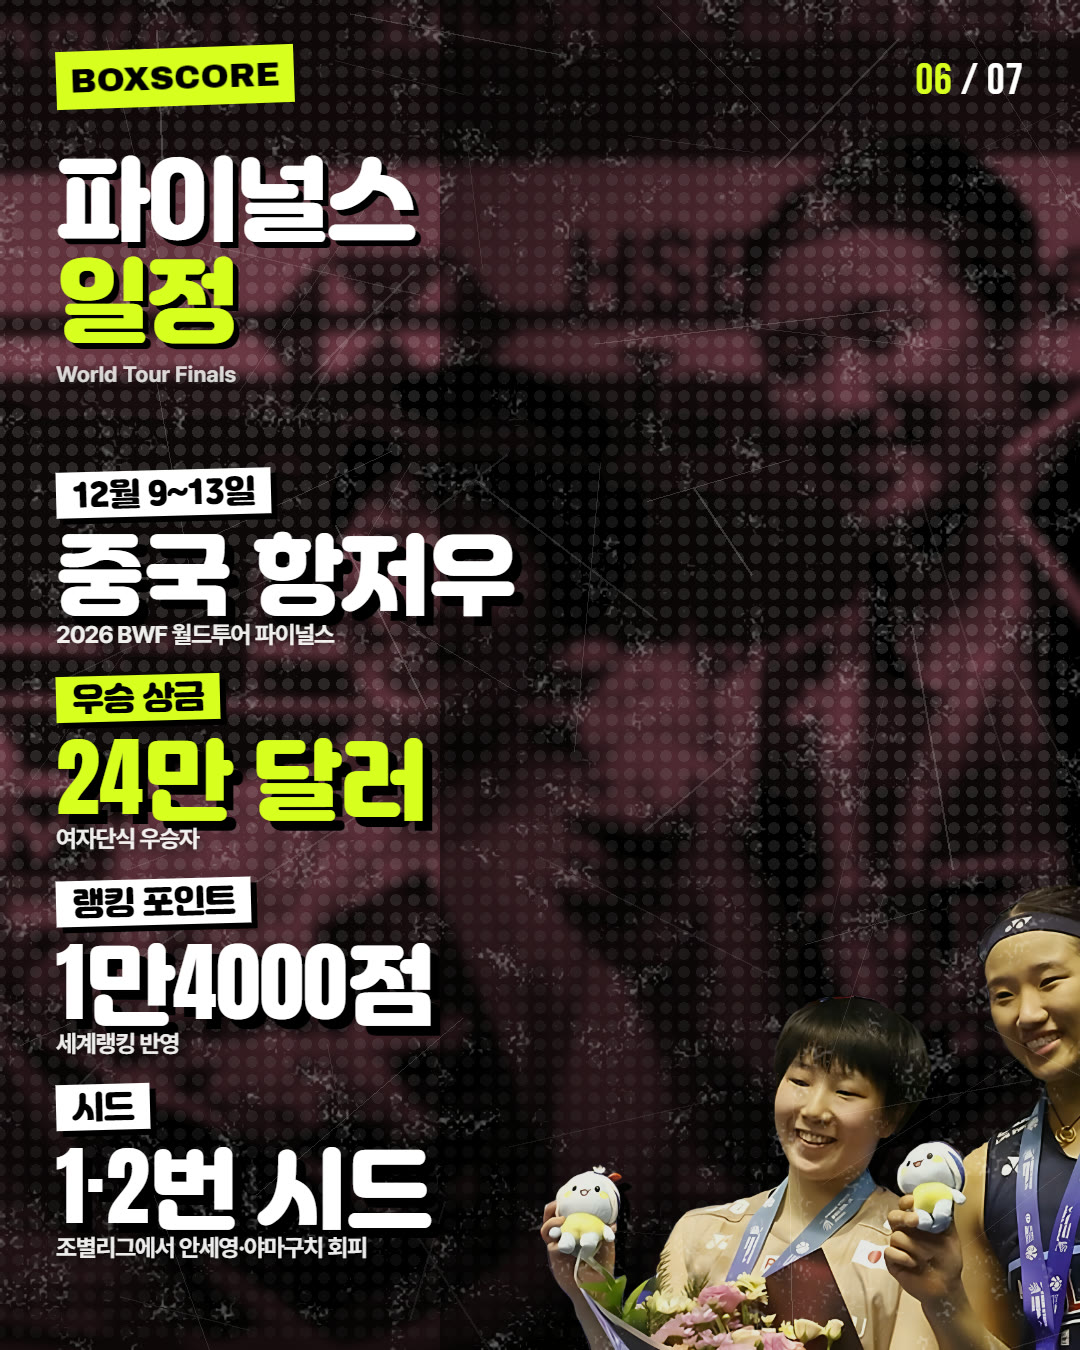 BOXSCORE
06 / 07
파이널스
일정
World Tour Finals
12월 9~13일
중국 항저우
2026 BWF 월드투어 파이널스
우승 상금
24만 달러
여자단식 우승자
랭킹 포인트
1만4000점
세계랭킹 반영
시드
1·2번 시드
조별리그에서 안세영·야마구치 회피